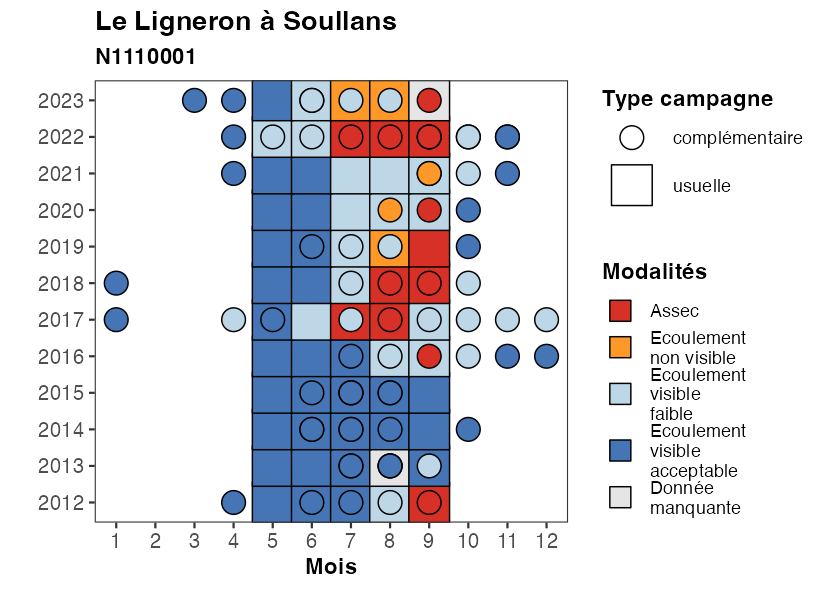 Le Ligneron à Soullans
N1110001
2023
2022
2021
2020
2019
2018
2017
2016
2015
2014
2013
2012
1 2 3 4 5 6 7 8 9 10 11 12
Mois
Type campagne
complémentaire
usuelle
Modalités
Assec
Ecoulement
non visible
Ecoulement
visible
faible
Ecoulement
visible
acceptable
Donnée
manquante